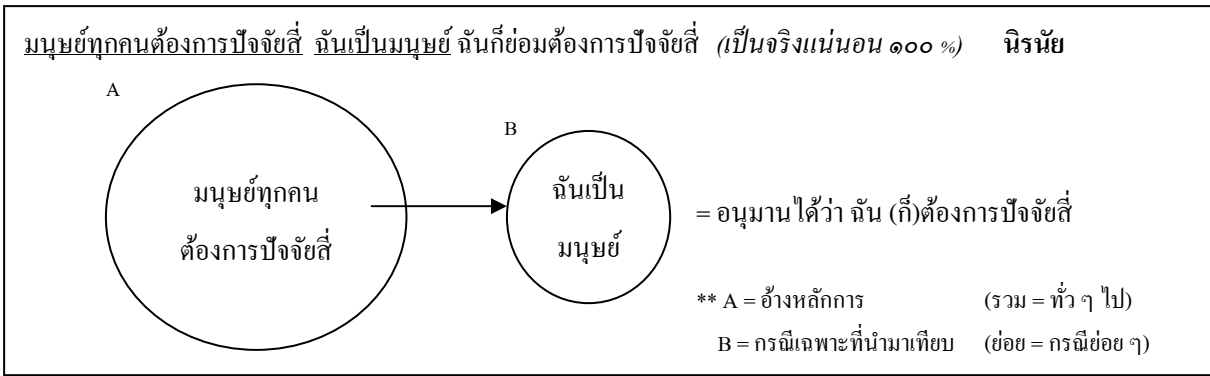 มนุษย์ทุกคนต้องการปัจจัยสี่ ฉันเป็นมนุษย์ ฉันก็ย่อมต้องการปัจจัยสี่ (เป็นจริงแน่นอน ๑๐๐ %) นิรนัย
A
B
มนุษย์ทุกคน
ต้องการปัจจัยสี่
ฉันเป็น
มนุษย์
= อนุมานได้ว่า ฉัน (ก็)ต้องการปัจจัยสี่
** A = อ้างหลักการ (รวม = ทั่ว ๆ ไป)
B = กรณีเฉพาะที่นำมาเทียบ (ย่อย = กรณีย่อย ๆ)